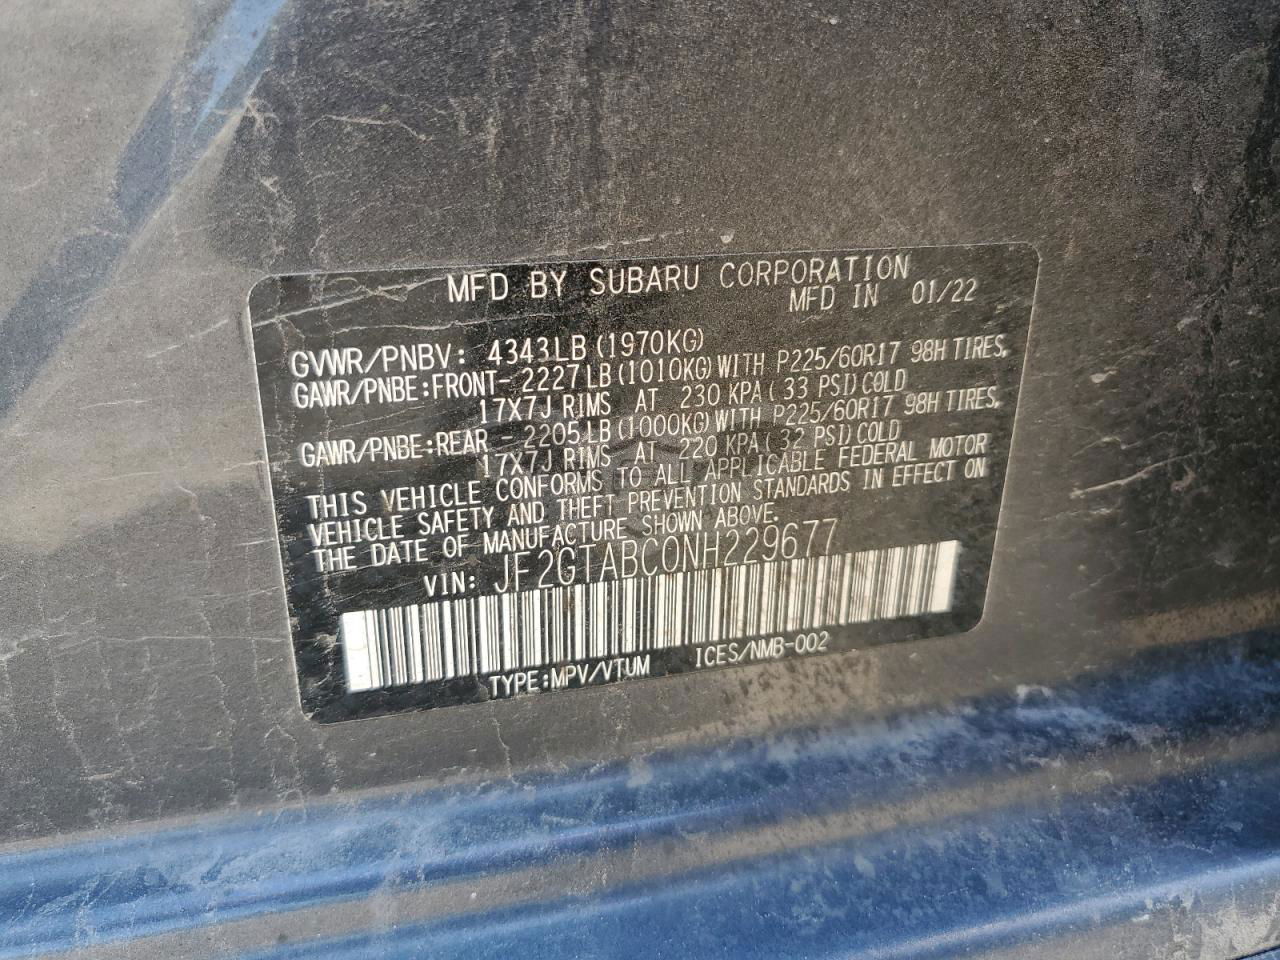 MFD BY SUBARU CORPORATION
MFD IN 01/22
GVWR/PNBV: 4343LB(1970KG)
GAWR/PNBE:FRONT-2227LB(1010KG)WITH P225/60R17 98H TIRES,
17X7J RIMS AT 230 KPA(33 PSI)COLD
GAWR/PNBE:REAR -2205LB(1000KG)WITH P225/60R17 98H TIRES,
17X7J RIMS AT 220 KPA(32 PSI)COLD
THIS VEHICLE CONFORMS TO ALL APPLICABLE FEDERAL MOTOR
VEHICLE SAFETY AND THEFT PREVENTION STANDARDS IN EFFECT ON
THE DATE OF MANUFACTURE SHOWN ABOVE.
VIN: JF2GTABC0NH229677
TYPE:MPV/VTUM ICES/NMB-002